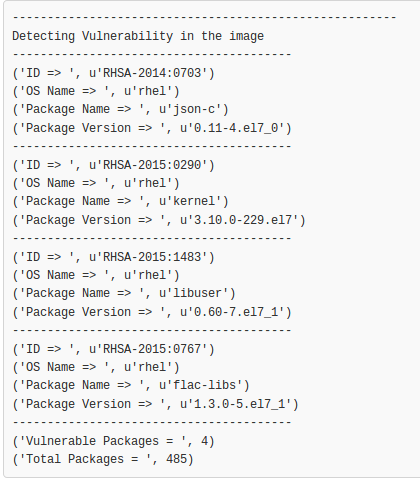 -------------------------------------------------------
Detecting Vulnerability in the image
----------------------------------------
('ID => ', u'RHSA-2014:0703')
('OS Name => ', u'rhel')
('Package Name => ', u'json-c')
('Package Version => ', u'0.11-4.el7_0')
----------------------------------------
('ID => ', u'RHSA-2015:0290')
('OS Name => ', u'rhel')
('Package Name => ', u'kernel')
('Package Version => ', u'3.10.0-229.el7')
----------------------------------------
('ID => ', u'RHSA-2015:1483')
('OS Name => ', u'rhel')
('Package Name => ', u'libuser')
('Package Version => ', u'0.60-7.el7_1')
----------------------------------------
('ID => ', u'RHSA-2015:0767')
('OS Name => ', u'rhel')
('Package Name => ', u'flac-libs')
('Package Version => ', u'1.3.0-5.el7_1')
----------------------------------------
('Vulnerable Packages = ', 4)
('Total Packages = ', 485)